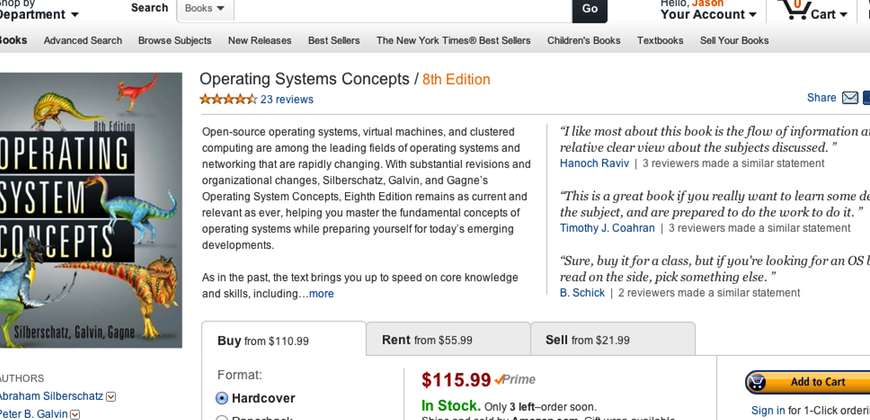 hop by
Department
Search
Books
Go
Hello, Jason
Your Account
0
Cart
Books Advanced Search Browse Subjects New Releases Best Sellers The New York Times® Best Sellers Children's Books Textbooks Sell Your Books
8th Edition
OPERATING
SYSTEM
CONCEPTS
Silberschatz, Galvin, Gagne
Operating Systems Concepts / 8th Edition
23 reviews
Share
Open-source operating systems, virtual machines, and clustered
computing are among the leading fields of operating systems and
networking that are rapidly changing. With substantial revisions and
organizational changes, Silberschatz, Galvin, and Gagne's
Operating System Concepts, Eighth Edition remains as current and
relevant as ever, helping you master the fundamental concepts of
operating systems while preparing yourself for today's emerging
developments.
As in the past, the text brings you up to speed on core knowledge
and skills, including...more
“I like most about this book is the flow of information a
relative clear view about the subjects discussed. ”
Hanoch Raviv | 3 reviewers made a similar statement
“This is a great book if you really want to learn some de
the subject, and are prepared to do the work to do it. ”
Timothy J. Coahran | 3 reviewers made a similar statement
“Sure, buy it for a class, but if you're looking for an OS b
read on the side, pick something else. ”
B. Schick | 2 reviewers made a similar statement
Buy from $110.99
Rent from $55.99
Sell from $21.99
AUTHORS
Abraham Silberschatz
Peter B. Galvin
Format:
Hardcover
Paperback
$115.99 Prime
In Stock. Only 3 left–order soon.
Ships and sold by Amazon.com. Gift wrap available.
Add to Cart
Sign in for 1-Click orderi